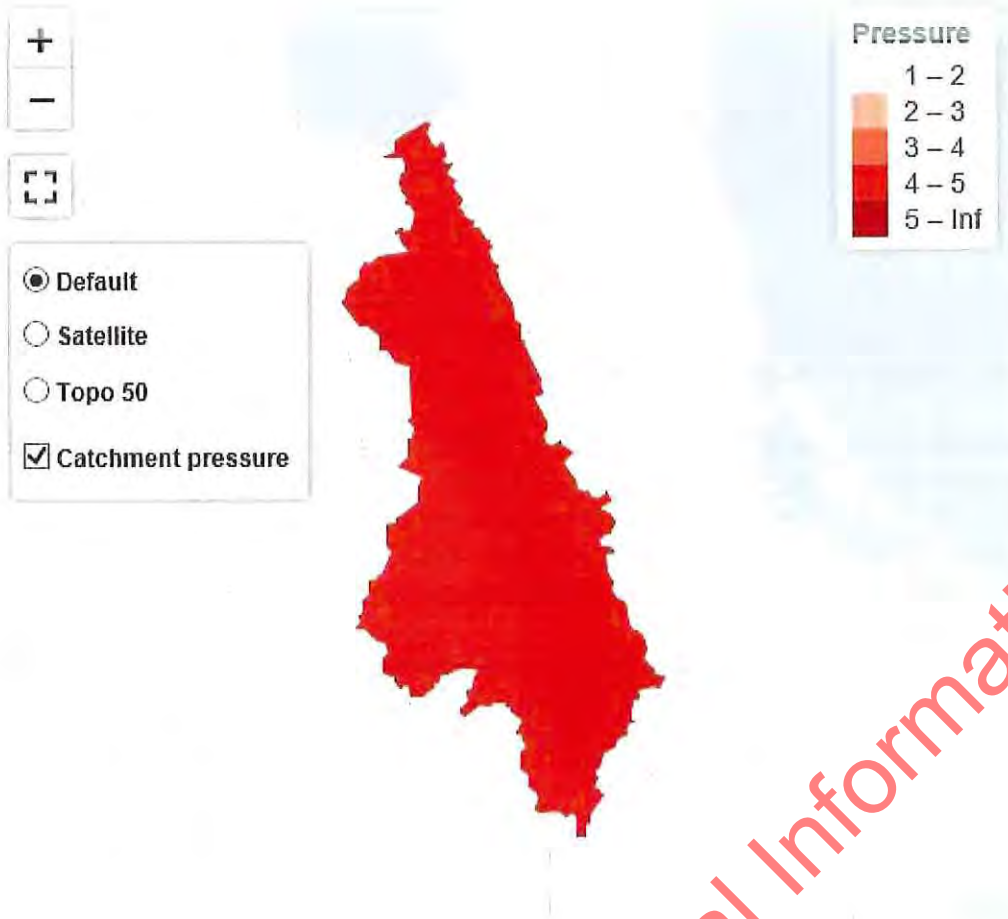 +
−
Default
Satellite
Topo 50
Catchment pressure
Pressure
1 – 2
2 – 3
3 – 4
4 – 5
5 – Inf